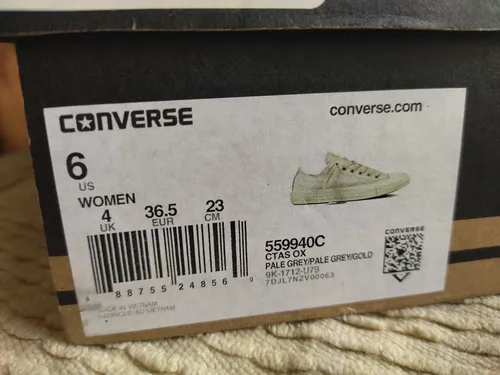 CONVERSE
converse.com
6
US
WOMEN
4 36.5 23
UK EUR CM
8 88755 24856 0
559940C
CTAS OX
PALE GREY/PALE GREY/GOLD
9K-1712-U79
7DJL7NZV00063
CONVERSE
MADE IN VIETNAM
FABRIQUÉ AU VIETNAM